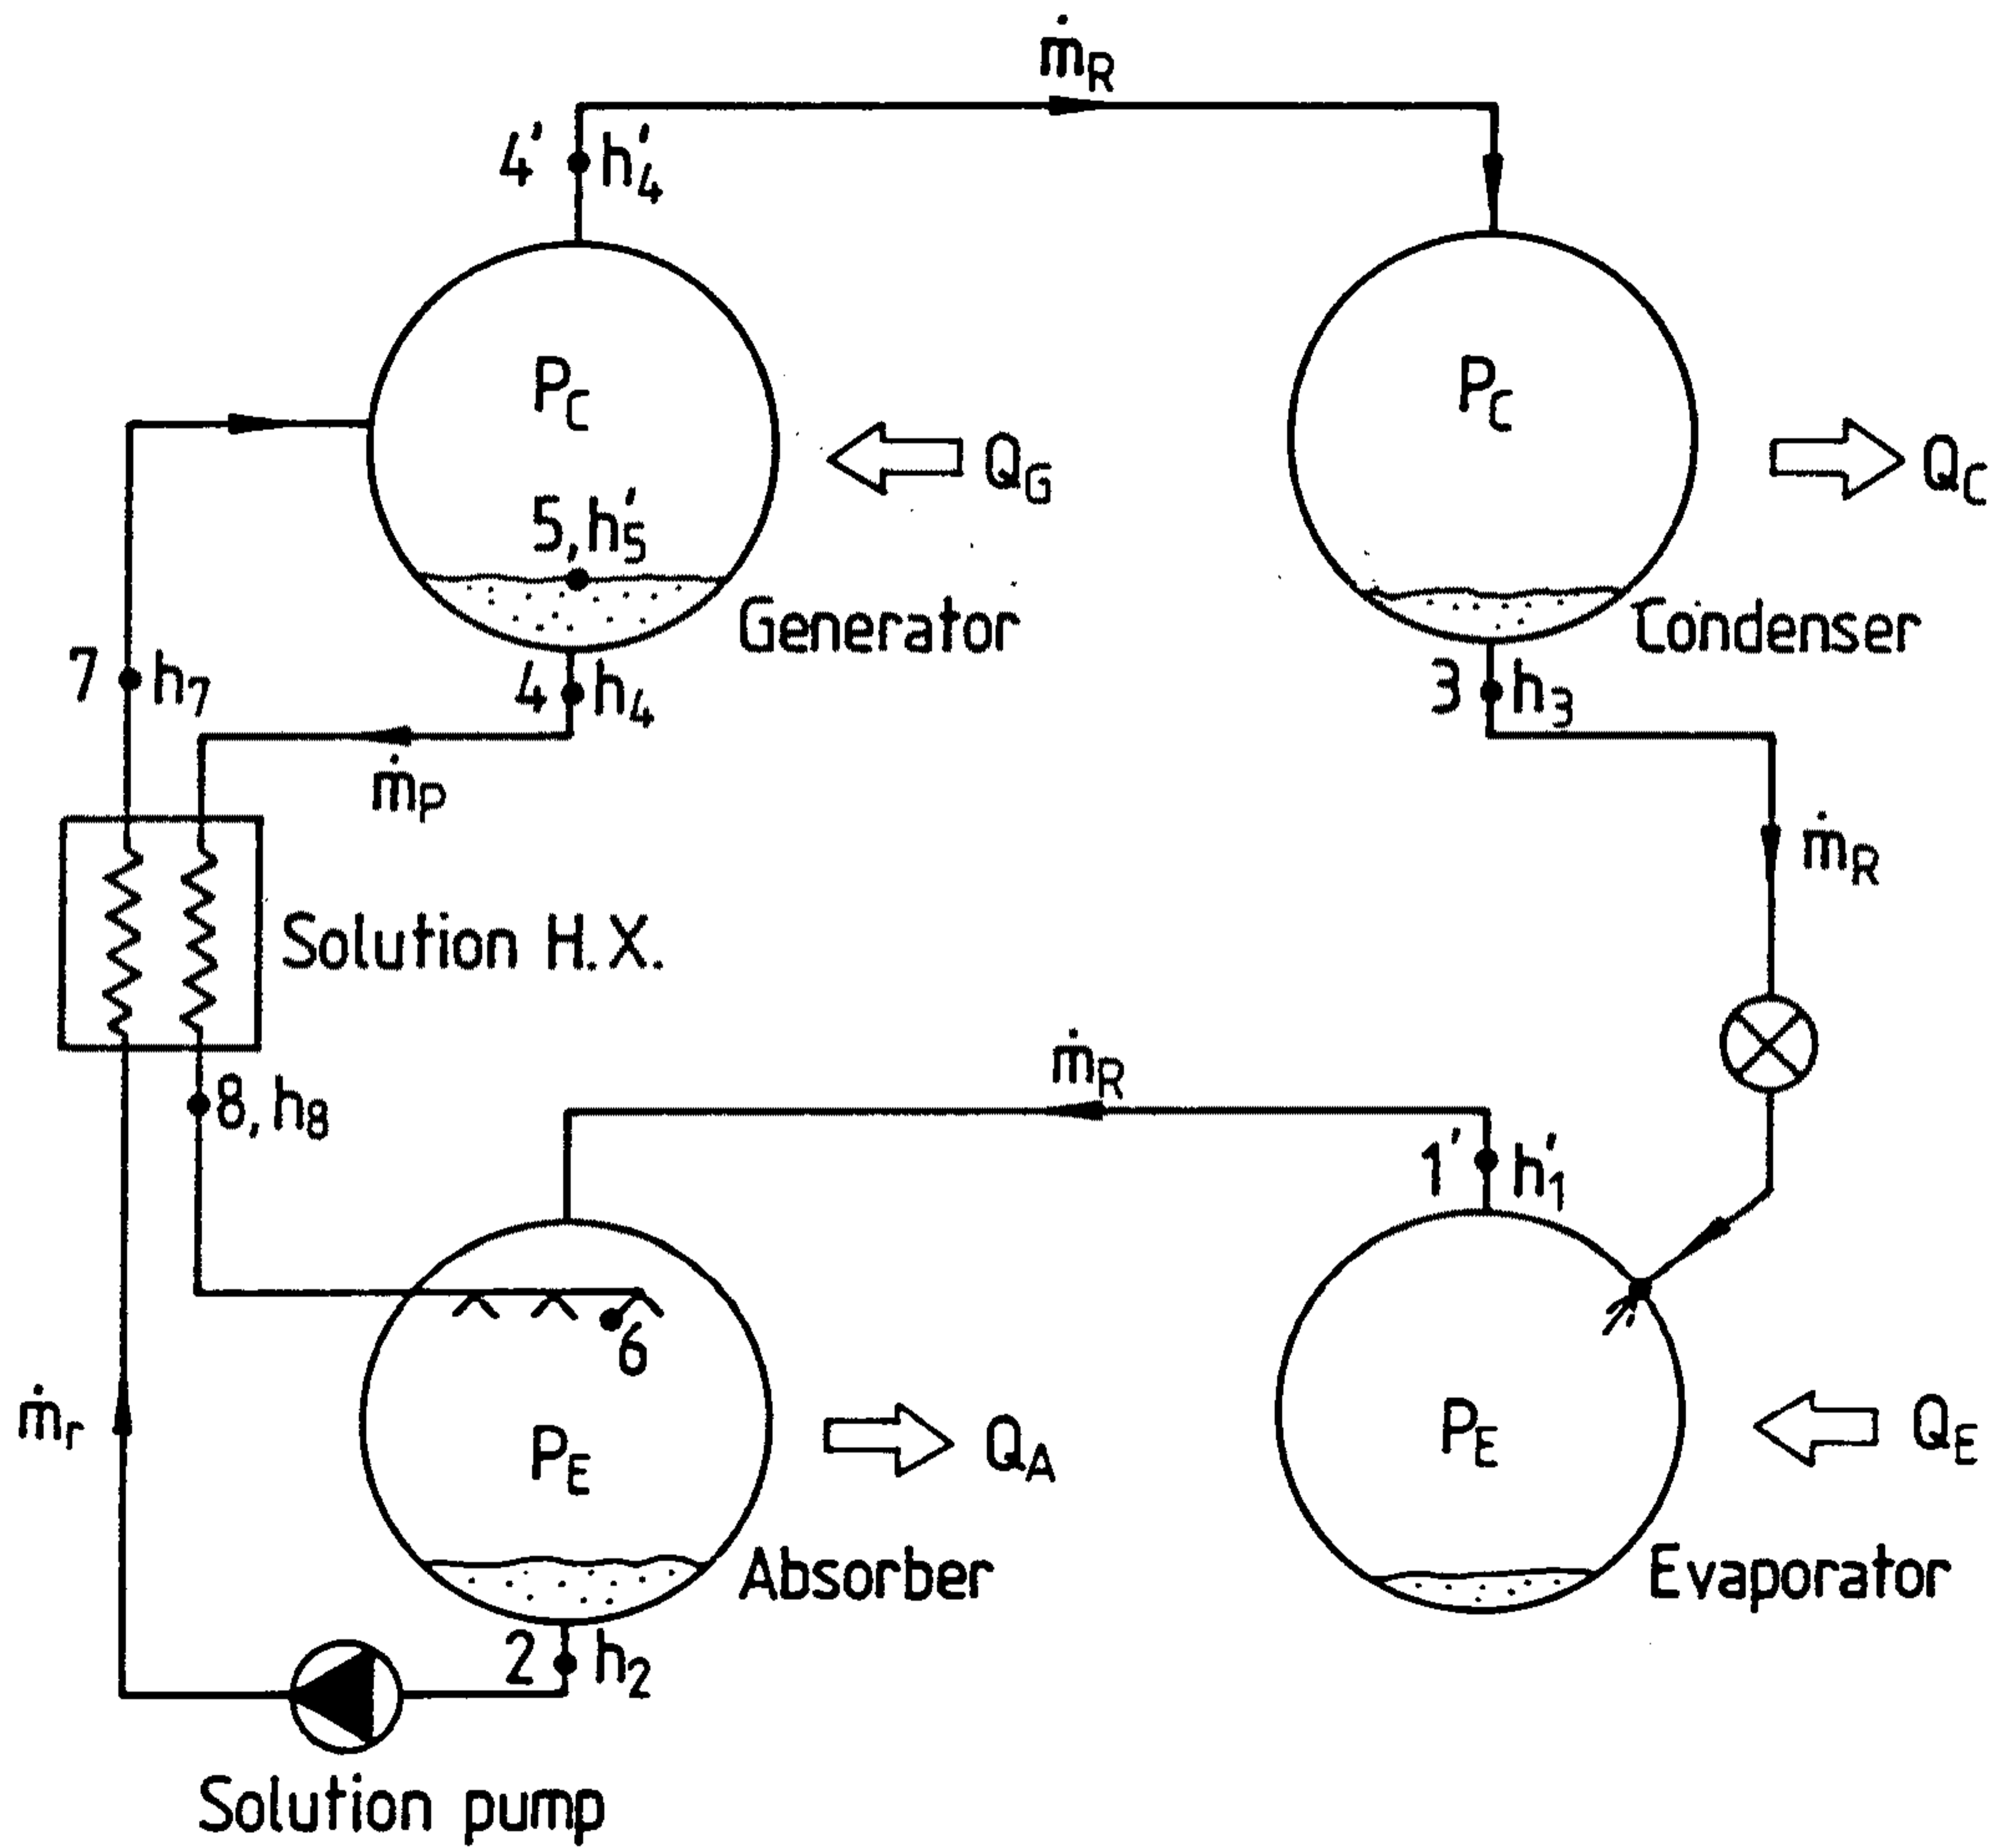 ṁR
4' h'4
PC
PC
QG
QC
5,h'5
Generator
Condenser
7 h7
4 h4
3 h3
ṁP
ṁR
Solution H.X.
ṁR
8,h8
1' h'1
6
ṁr
PE
QA
PE
QE
Absorber
Evaporator
2 h2
Solution pump